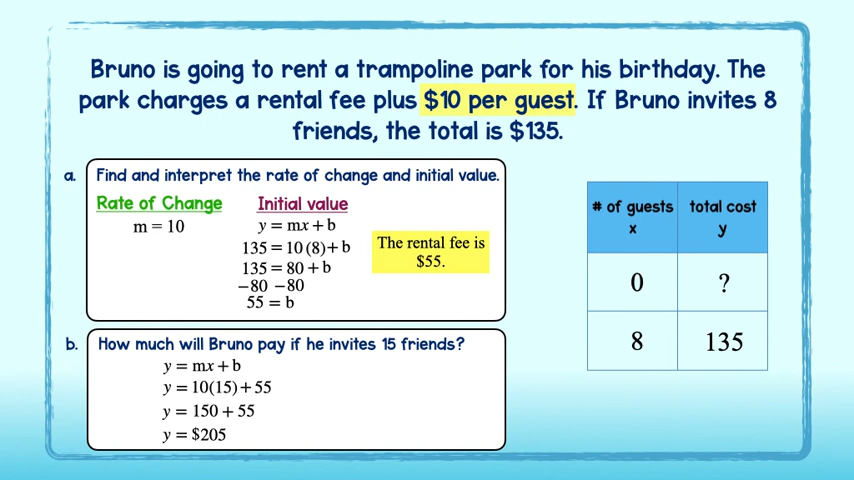 Bruno is going to rent a trampoline park for his birthday. The
park charges a rental fee plus $10 per guest. If Bruno invites 8
friends, the total is $135.
a. Find and interpret the rate of change and initial value.
Rate of Change
m = 10
Initial value
y = mx + b
135 = 10(8) + b
135 = 80 + b
−80 −80
55 = b
The rental fee is
$55.
b. How much will Bruno pay if he invites 15 friends?
y = mx + b
y = 10(15) + 55
y = 150 + 55
y = $205
# of guests total cost
x y
0 ?
8 135